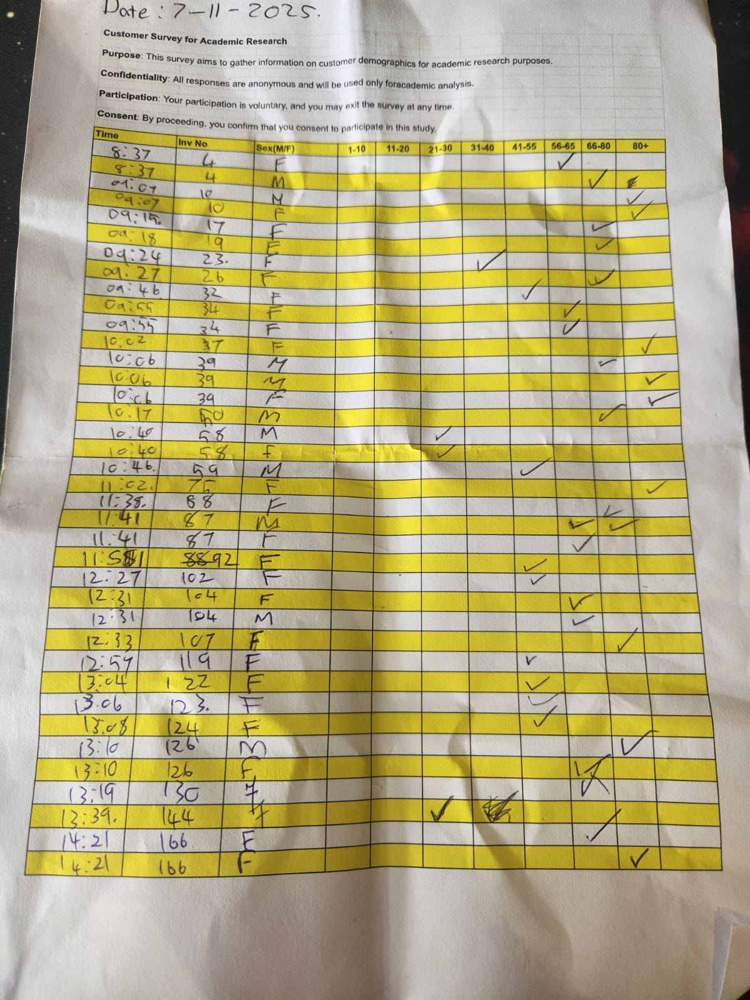 Date : 7-11-2025.
Customer Survey for Academic Research
Purpose: This survey aims to gather information on customer demographics for academic research purposes.
Confidentiality: All responses are anonymous and will be used only foracademic analysis.
Participation: Your participation is voluntary, and you may exit the survey at any time.
Consent: By proceeding, you confirm that you consent to participate in this study.
Time Inv No Sex(M/F) 1-10 11-20 21-30 31-40 41-55 56-65 66-80 80+
8:37 4 F ✓
8:37 4 M ✓
09:07 10 M ✓
09:07 10 F ✓
09:15. 17 F ✓
09:18 19 F ✓
09:24 23. F ✓
09:27 26 F ✓
09:46 32 F ✓
09:55 34 F ✓
09:55 34 F ✓
10:02 37 F ✓
10:06 39 M ✓
10:06 39 M ✓
10:06 39 F ✓
10:17 50 M ✓
10:40 58 M ✓
10:40 58 f ✓
10:46. 59 M ✓
11:02. 75 F ✓
11:38. 88 F ✓
11:41 87 M ✓ ✓
11:41 87 F ✓
92 F ✓
12:27 102 F ✓
12:31 104 F ✓
12:31 104 M ✓
12:33 107 F ✓
12:59 119 F ✓
13:04 122 F ✓
13.06 123. F ✓
13.08 124 F ✓
13:10 126 M ✓
13:10 126 F ✓
13:19 130 ✓
13:39. 144 ✓
14:21 166 F ✓
14:21 166 F ✓